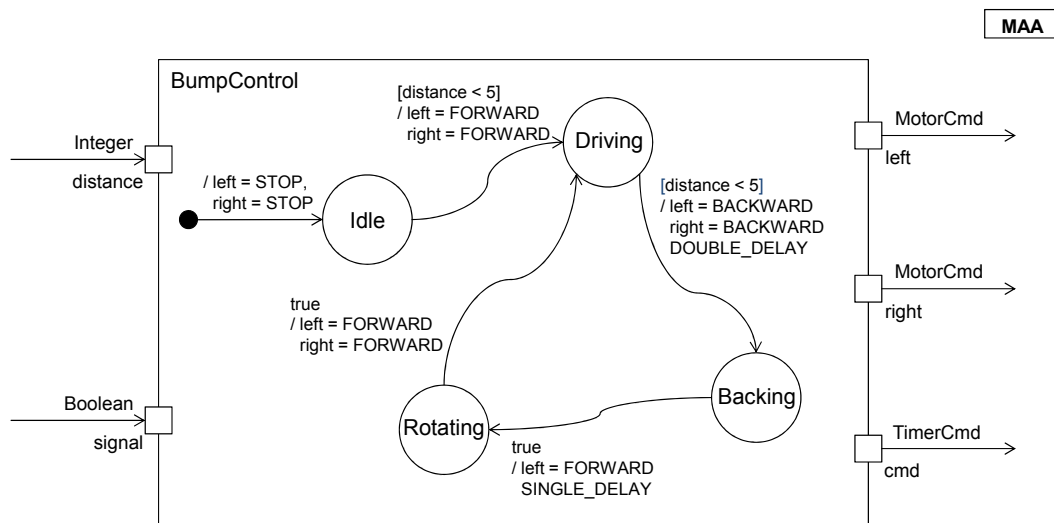 MAA
BumpControl
Integer
distance
Boolean
signal
/ left = STOP,
right = STOP
Idle
[distance < 5]
/ left = FORWARD
right = FORWARD
Driving
[distance < 5]
/ left = BACKWARD
right = BACKWARD
DOUBLE_DELAY
Backing
true
/ left = FORWARD
SINGLE_DELAY
Rotating
true
/ left = FORWARD
right = FORWARD
MotorCmd
left
MotorCmd
right
TimerCmd
cmd